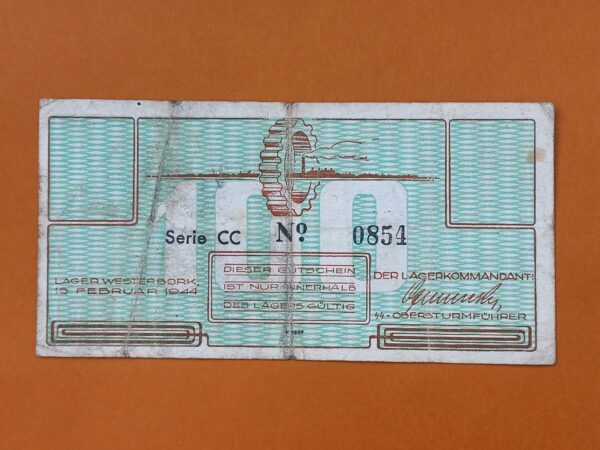 100
Serie CC Nº 0854
DIESER GUTSCHEIN
IST NUR INNERHALB
DES LAGERS GÜLTIG
LAGER WESTERBORK
15 FEBRUAR 1944
DER LAGERKOMMANDANT:
SS-OBERSTURMFÜHRER